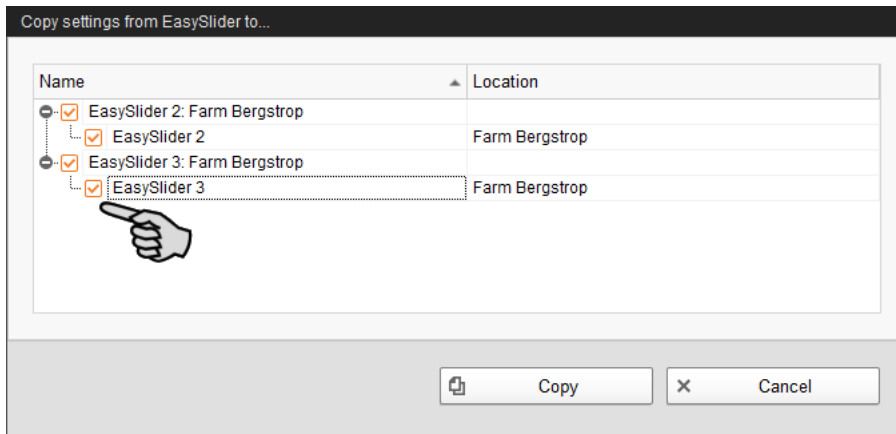 Copy settings from EasySlider to...
Name Location
EasySlider 2: Farm Bergstrop
EasySlider 2 Farm Bergstrop
EasySlider 3: Farm Bergstrop
EasySlider 3 Farm Bergstrop
Copy Cancel